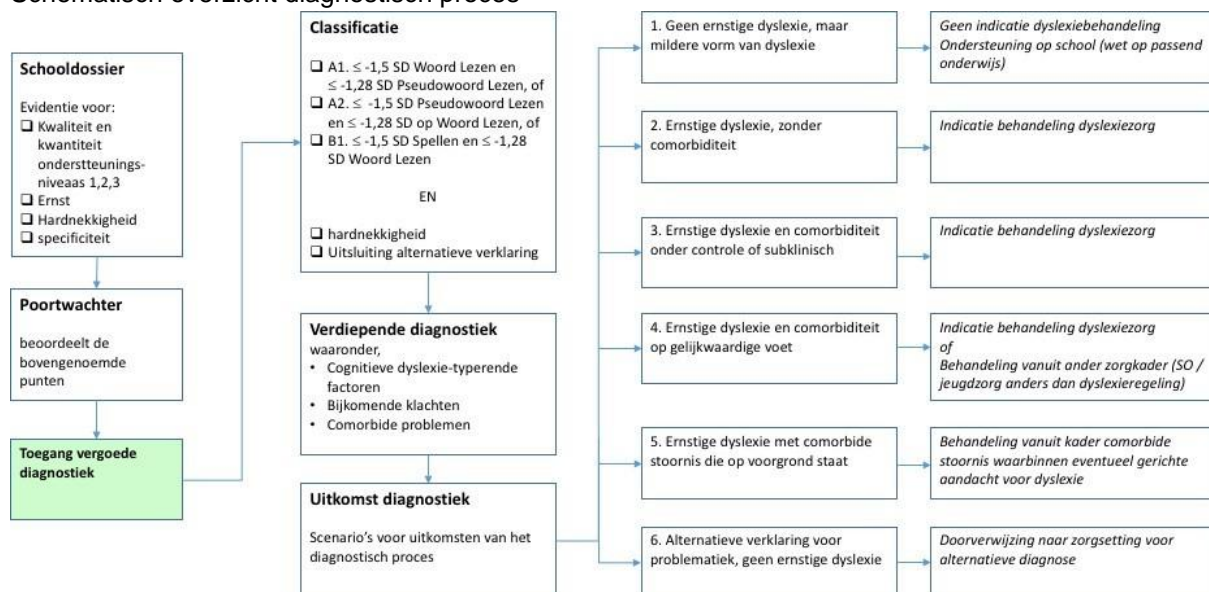 Schematisch overzicht diagnostisch proces
Schooldossier
Evidentie voor:
❑ Kwaliteit en
kwantiteit
onderstteunings-
niveaas 1,2,3
❑ Ernst
❑ Hardnekkigheid
❑ specificiteit
Poortwachter
beoordeelt de
bovengenoemde
punten
Toegang vergoede
diagnostiek
Classificatie
❑ A1. ≤ -1,5 SD Woord Lezen en
≤ -1,28 SD Pseudowoord Lezen, of
❑ A2. ≤ -1,5 SD Pseudowoord Lezen
en ≤ -1,28 SD op Woord Lezen, of
❑ B1. ≤ -1,5 SD Spellen en ≤ -1,28
SD Woord Lezen
EN
❑ hardnekkigheid
❑ Uitsluiting alternatieve verklaring
Verdiepende diagnostiek
waaronder,
• Cognitieve dyslexie-typerende
factoren
• Bijkomende klachten
• Comorbide problemen
Uitkomst diagnostiek
Scenario's voor uitkomsten van het
diagnostisch proces
1. Geen ernstige dyslexie, maar
mildere vorm van dyslexie
Geen indicatie dyslexiebehandeling
Ondersteuning op school (wet op passend
onderwijs)
2. Ernstige dyslexie, zonder
comorbiditeit
Indicatie behandeling dyslexiezorg
3. Ernstige dyslexie en comorbiditeit
onder controle of subklinisch
Indicatie behandeling dyslexiezorg
4. Ernstige dyslexie en comorbiditeit
op gelijkwaardige voet
Indicatie behandeling dyslexiezorg
of
Behandeling vanuit ander zorgkader (SO /
jeugdzorg anders dan dyslexieregeling)
5. Ernstige dyslexie met comorbide
stoornis die op voorgrond staat
Behandeling vanuit kader comorbide
stoornis waarbinnen eventueel gerichte
aandacht voor dyslexie
6. Alternatieve verklaring voor
problematiek, geen ernstige dyslexie
Doorverwijzing naar zorgsetting voor
alternatieve diagnose